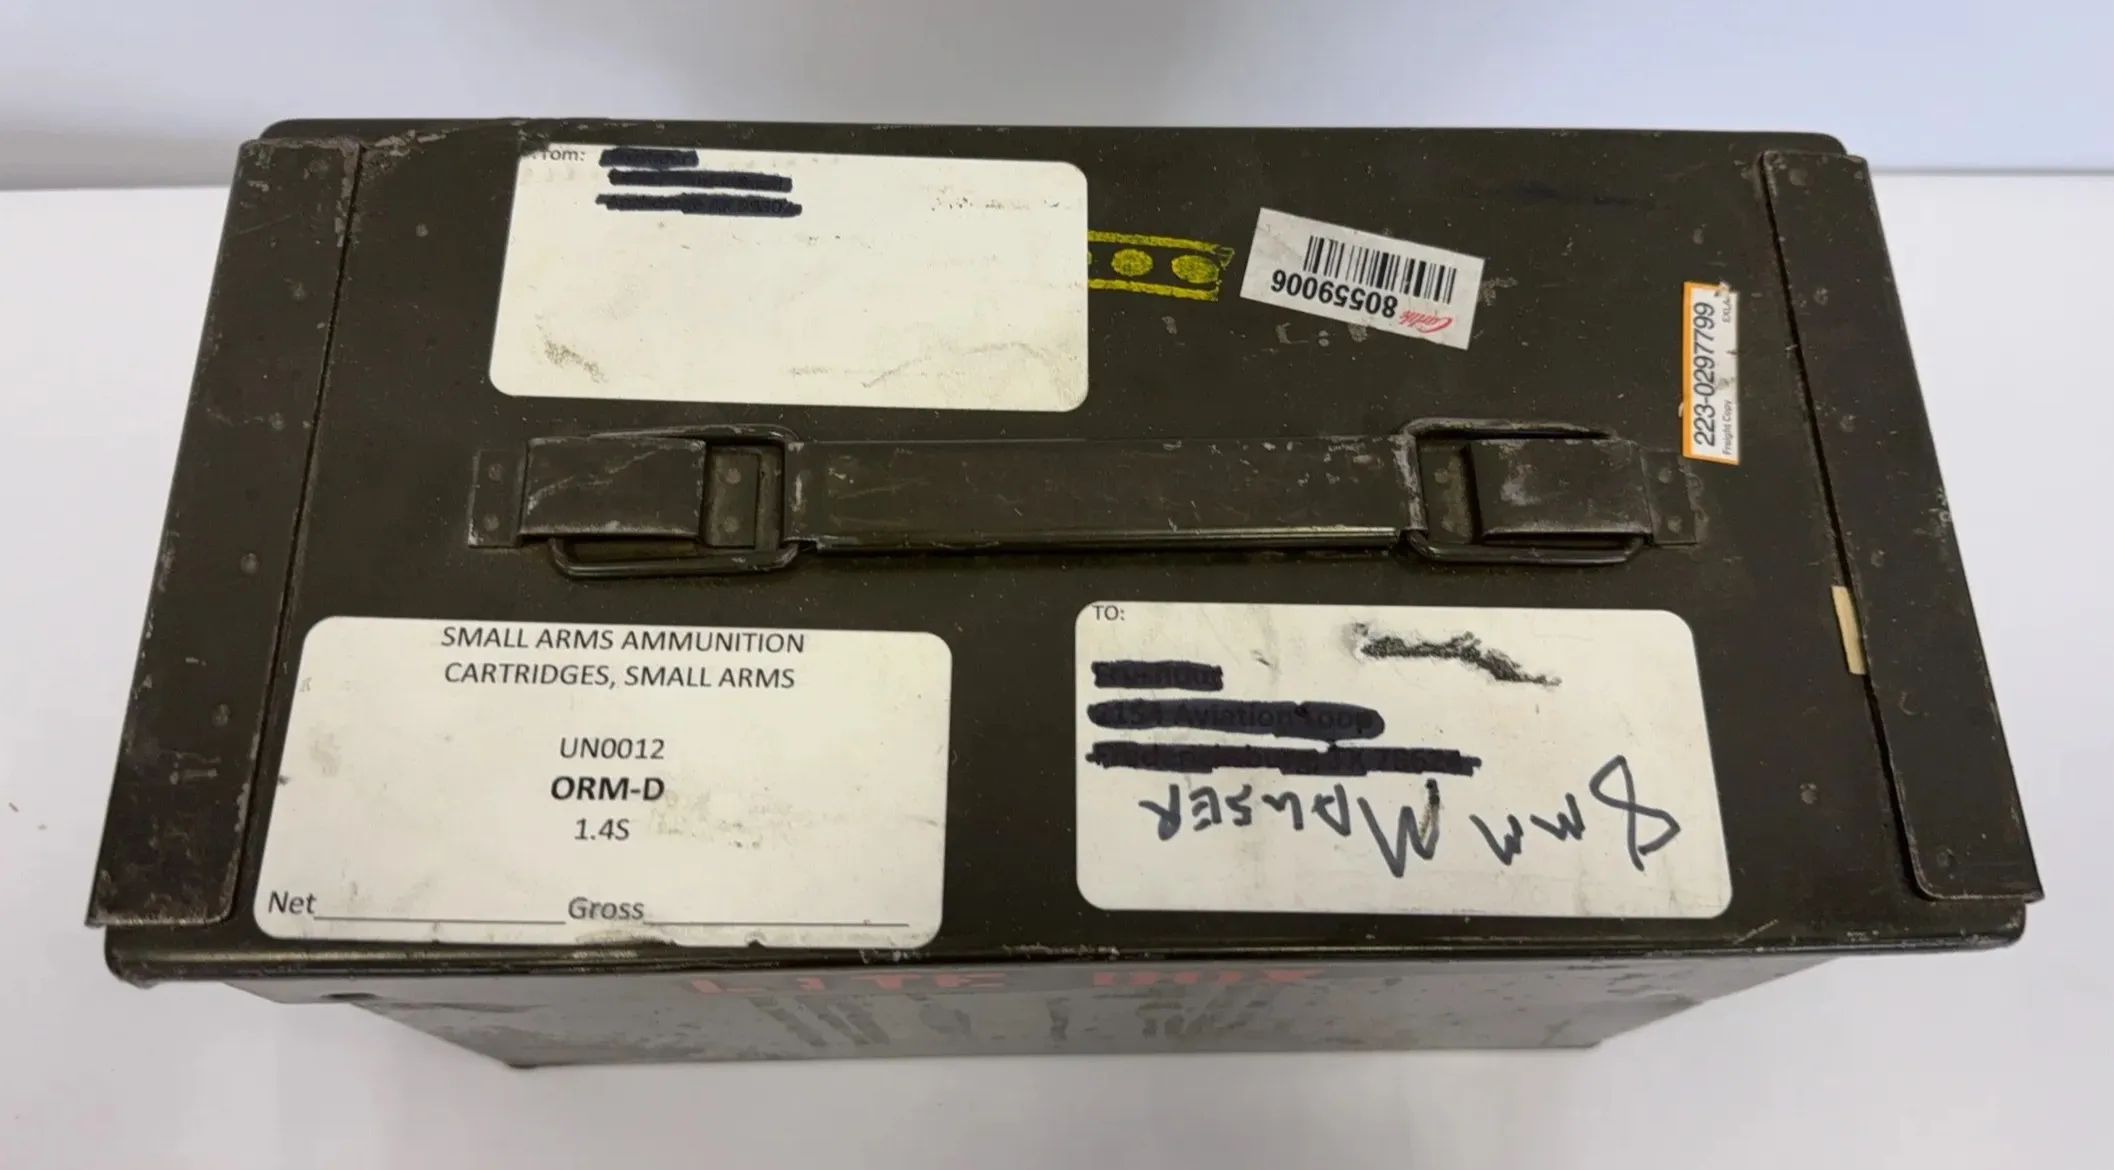 From:
80559006
223-0297799
Freight Copy
SMALL ARMS AMMUNITION
CARTRIDGES, SMALL ARMS
UN0012
ORM-D
1.4S
Net Gross
TO:
8mm MAUSER